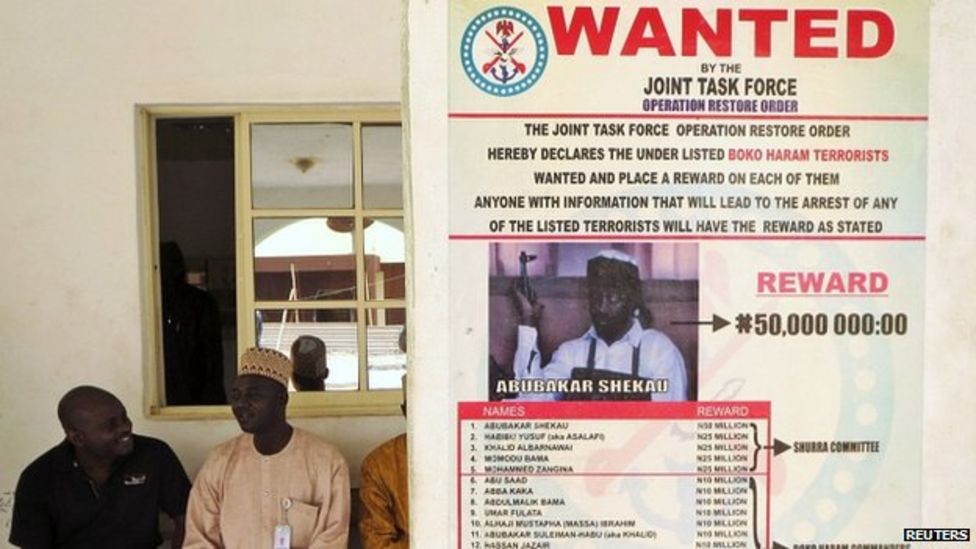 WANTED
BY THE
JOINT TASK FORCE
OPERATION RESTORE ORDER
THE JOINT TASK FORCE OPERATION RESTORE ORDER
HEREBY DECLARES THE UNDER LISTED BOKO HARAM TERRORISTS
WANTED AND PLACE A REWARD ON EACH OF THEM
ANYONE WITH INFORMATION THAT WILL LEAD TO THE ARREST OF ANY
OF THE LISTED TERRORISTS WILL HAVE THE REWARD AS STATED
REWARD
₦50,000 000:00
ABUBAKAR SHEKAU
NAMES REWARD
1. ABUBAKAR SHEKAU N50 MILLION
2. HABIBU YUSUF (aka ASALAFI) N25 MILLION
3. KHALID ALBARNAWAI N25 MILLION
4. MOMODU BAMA N25 MILLION
5. MOHAMMED ZANGINA N25 MILLION
SHURRA COMMITTEE
6. ABU SAAD N10 MILLION
7. ABBA KAKA N10 MILLION
8. ABDULMALIK BAMA N10 MILLION
9. UMAR FULATA N10 MILLION
10. ALHAJI MUSTAPHA (MASSA) IBRAHIM N10 MILLION
11. ABUBAKAR SULEIMAN-HABU (aka KHALID) N10 MILLION
12. HASSAN JAZAIR N10 MILLION
BOKO HARAM COMMANDERS
REUTERS